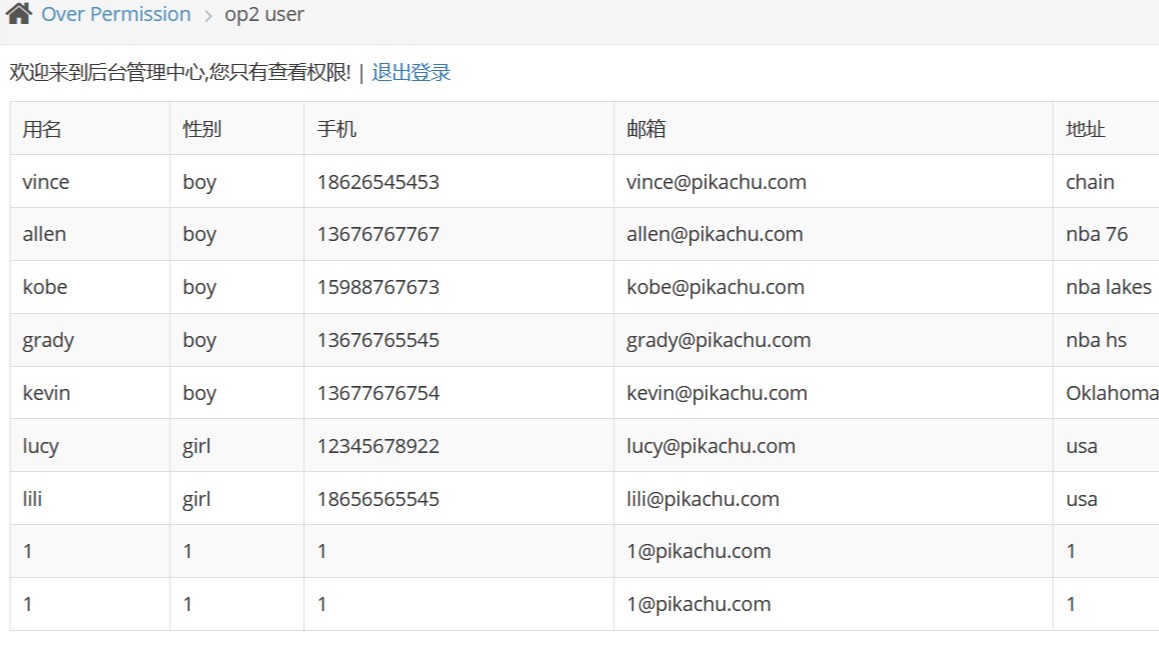 Over Permission > op2 user
欢迎来到后台管理中心,您只有查看权限! | 退出登录
用名 性别 手机 邮箱 地址
vince boy 18626545453 vince@pikachu.com chain
allen boy 13676767767 allen@pikachu.com nba 76
kobe boy 15988767673 kobe@pikachu.com nba lakes
grady boy 13676765545 grady@pikachu.com nba hs
kevin boy 13677676754 kevin@pikachu.com Oklahoma
lucy girl 12345678922 lucy@pikachu.com usa
lili girl 18656565545 lili@pikachu.com usa
1 1 1 1@pikachu.com 1
1 1 1 1@pikachu.com 1